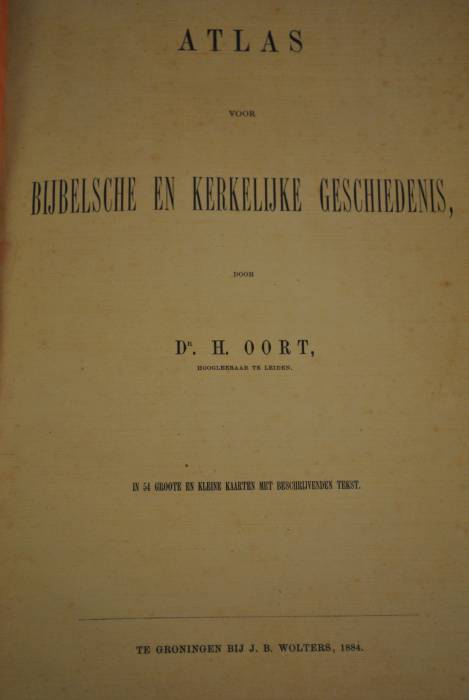 ATLAS
VOOR
BIJBELSCHE EN KERKELIJKE GESCHIEDENIS,
DOOR
DR. H. OORT,
HOOGLEERAAR TE LEIDEN.
IN 54 GROOTE EN KLEINE KAARTEN MET BESCHRIJVENDEN TEKST.
TE GRONINGEN BIJ J. B. WOLTERS, 1884.